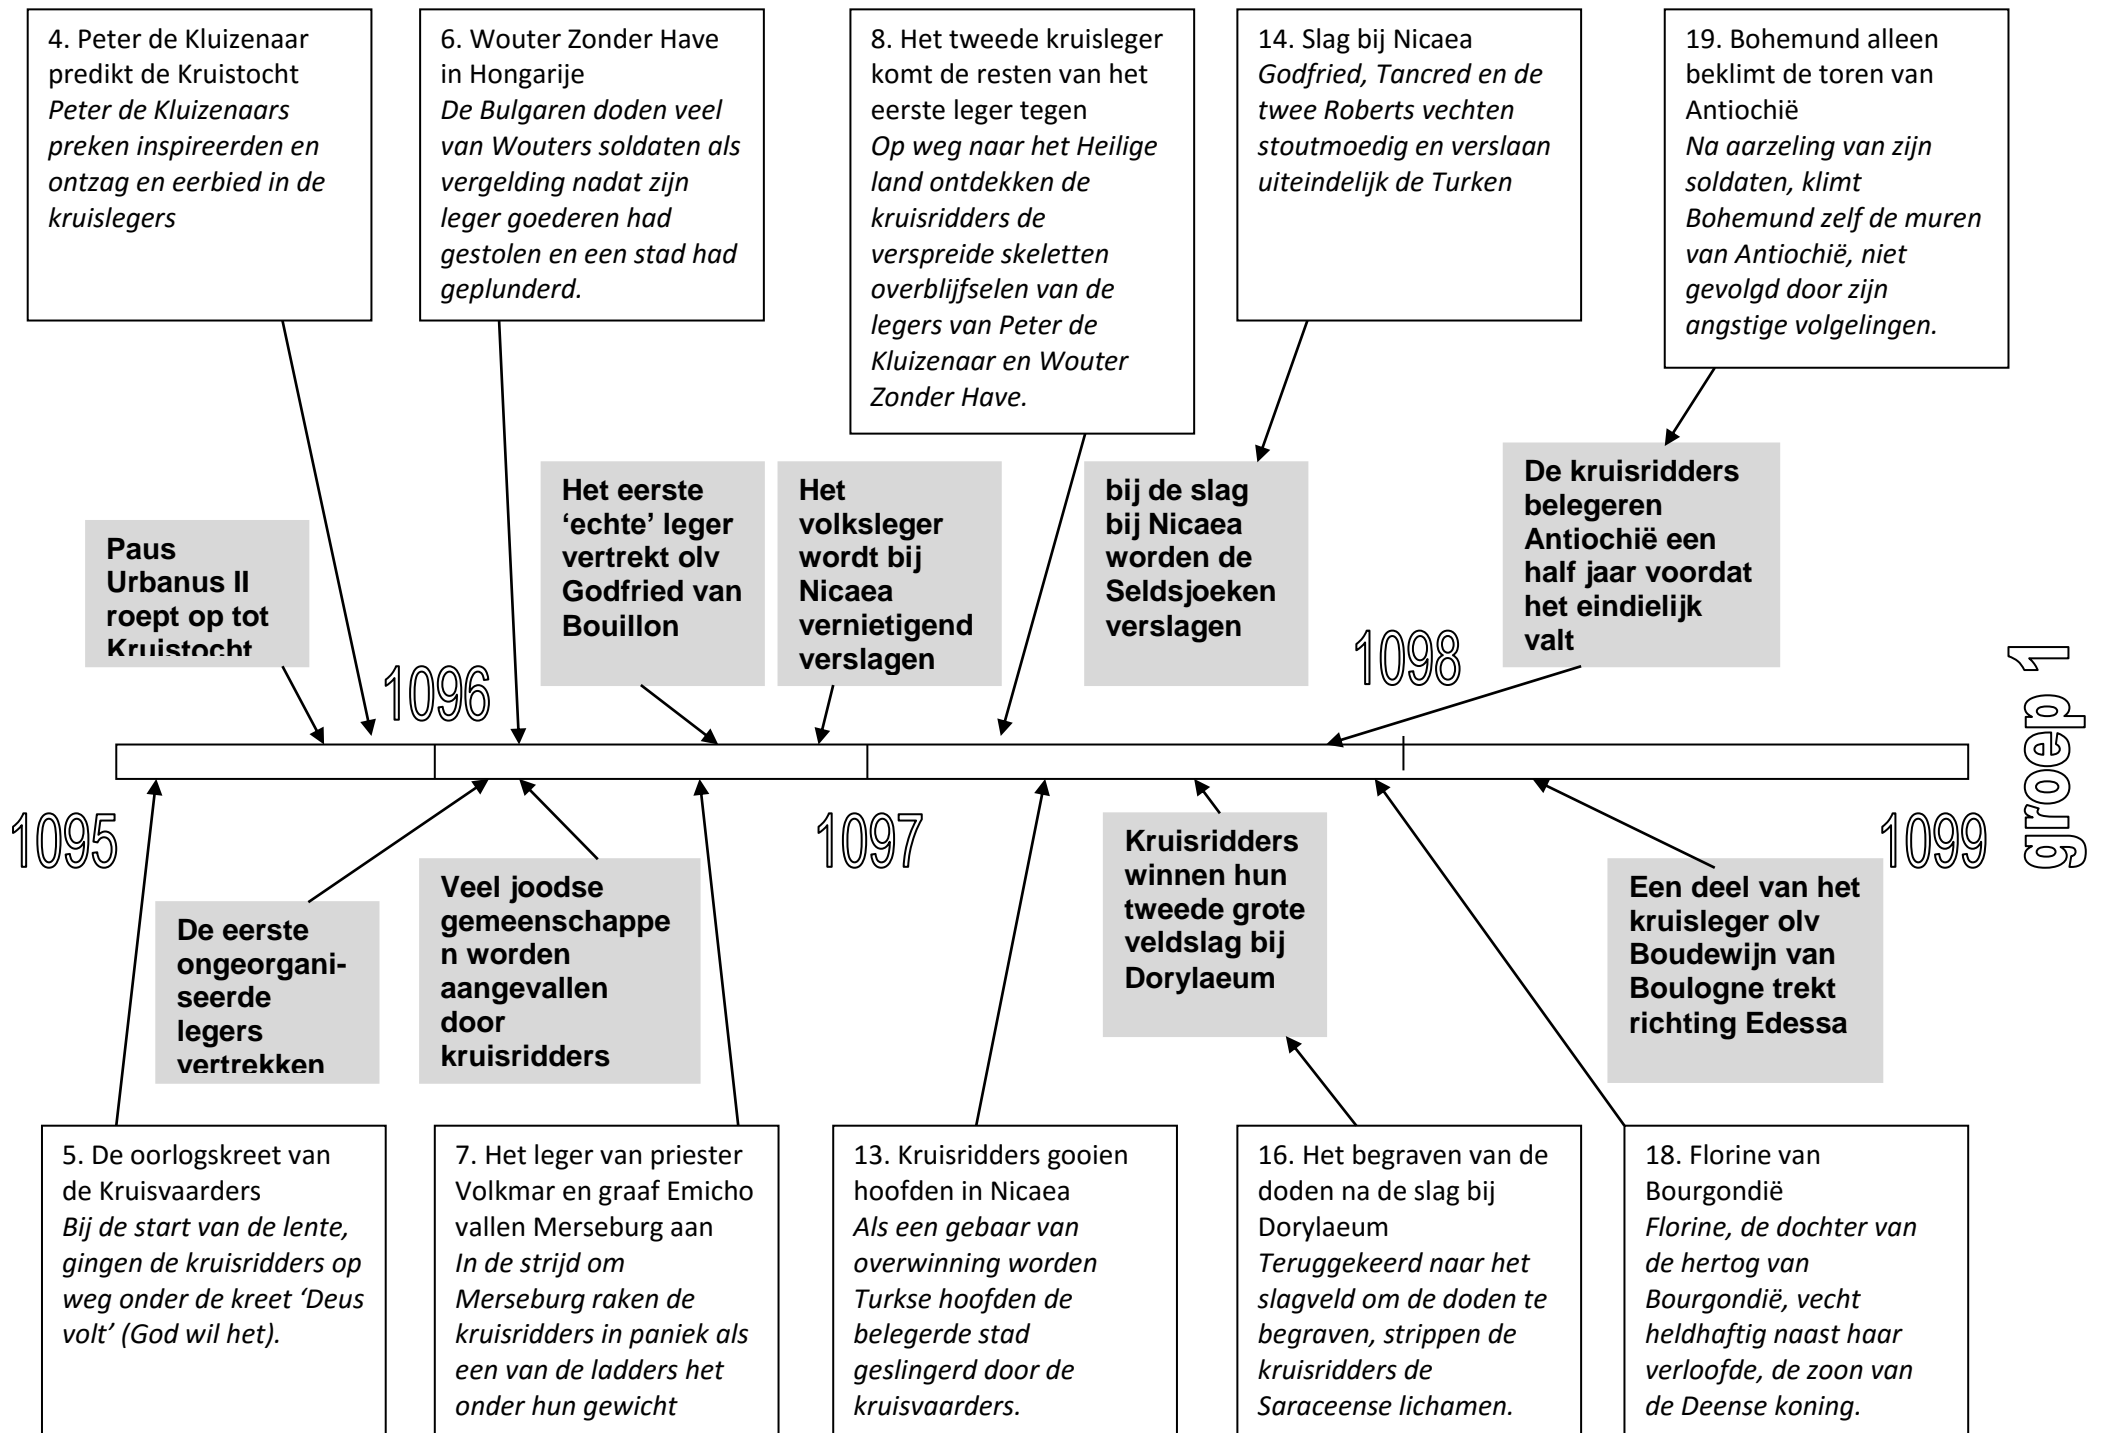 4. Peter de Kluizenaar
predikt de Kruistocht
Peter de Kluizenaars
preken inspireerden en
ontzag en eerbied in de
kruislegers
6. Wouter Zonder Have
in Hongarije
De Bulgaren doden veel
van Wouters soldaten als
vergelding nadat zijn
leger goederen had
gestolen en een stad had
geplunderd.
8. Het tweede kruisleger
komt de resten van het
eerste leger tegen
Op weg naar het Heilige
land ontdekken de
kruisridders de
verspreide skeletten
overblijfselen van de
legers van Peter de
Kluizenaar en Wouter
Zonder Have.
14. Slag bij Nicaea
Godfried, Tancred en de
twee Roberts vechten
stoutmoedig en verslaan
uiteindelijk de Turken
19. Bohemund alleen
beklimt de toren van
Antiochië
Na aarzeling van zijn
soldaten, klimt
Bohemund zelf de muren
van Antiochië, niet
gevolgd door zijn
angstige volgelingen.
Paus
Urbanus II
roept op tot
Kruistocht
Het eerste
‘echte’ leger
vertrekt olv
Godfried van
Bouillon
Het
volksleger
wordt bij
Nicaea
vernietigend
verslagen
bij de slag
bij Nicaea
worden de
Seldsjoeken
verslagen
De kruisridders
belegeren
Antiochië een
half jaar voordat
het eindielijk
valt
1096
1098
groep 1
1095
1097
1099
De eerste
ongeorgani-
seerde
legers
vertrekken
Veel joodse
gemeenschappe
n worden
aangevallen
door
kruisridders
Kruisridders
winnen hun
tweede grote
veldslag bij
Dorylaeum
Een deel van het
kruisleger olv
Boudewijn van
Boulogne trekt
richting Edessa
5. De oorlogskreet van
de Kruisvaarders
Bij de start van de lente,
gingen de kruisridders op
weg onder de kreet ‘Deus
volt’ (God wil het).
7. Het leger van priester
Volkmar en graaf Emicho
vallen Merseburg aan
In de strijd om
Merseburg raken de
kruisridders in paniek als
een van de ladders het
onder hun gewicht
13. Kruisridders gooien
hoofden in Nicaea
Als een gebaar van
overwinning worden
Turkse hoofden de
belegerde stad
geslingerd door de
kruisvaarders.
16. Het begraven van de
doden na de slag bij
Dorylaeum
Teruggekeerd naar het
slagveld om de doden te
begraven, strippen de
kruisridders de
Saraceense lichamen.
18. Florine van
Bourgondië
Florine, de dochter van
de hertog van
Bourgondië, vecht
heldhaftig naast haar
verloofde, de zoon van
de Deense koning.